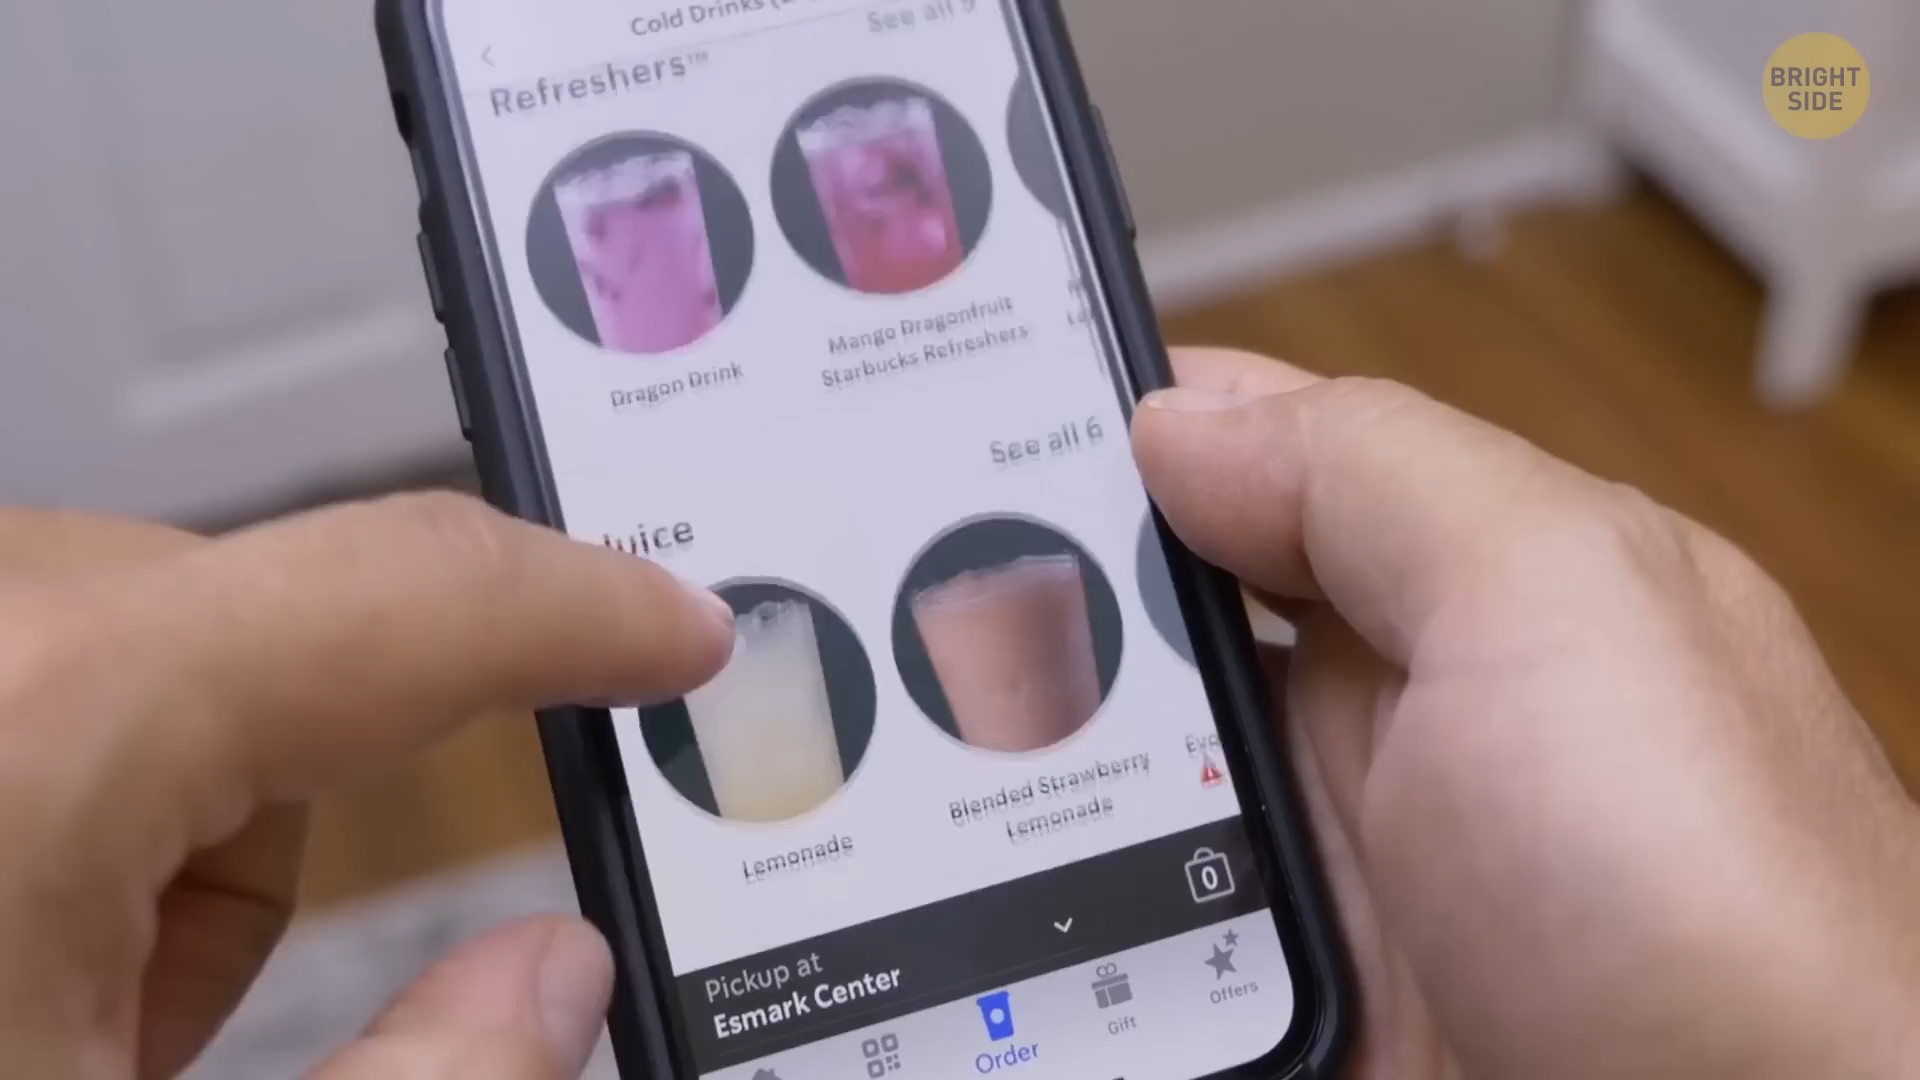 Cold Drinks
See all 9
Refreshers™
Dragon Drink
Mango Dragonfruit
Starbucks Refreshers
See all 6
Juice
Lemonade
Blended Strawberry
Lemonade
0
Pickup at
Esmark Center
Order
Gift
Offers
BRIGHT
SIDE